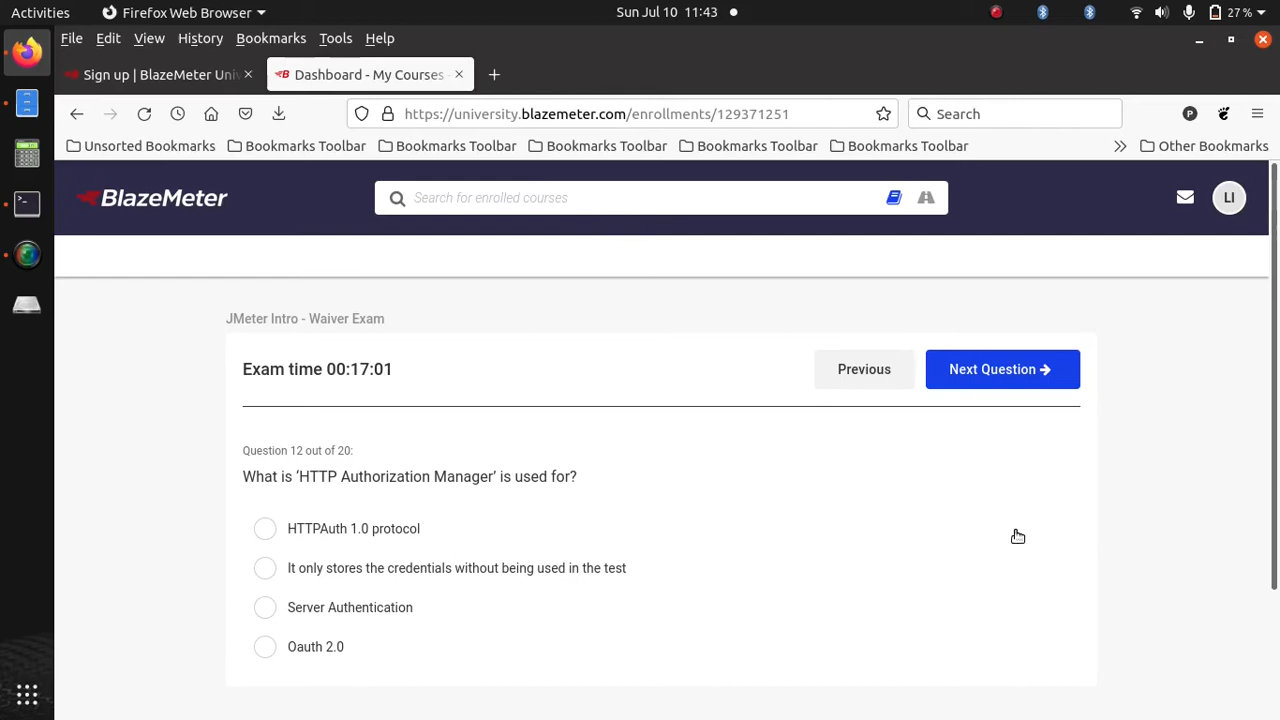 Activities Firefox Web Browser Sun Jul 10 11:43 27 %
File Edit View History Bookmarks Tools Help
Sign up | BlazeMeter Univ × Dashboard - My Courses - ×
https://university.blazemeter.com/enrollments/129371251 Search P
Unsorted Bookmarks Bookmarks Toolbar Bookmarks Toolbar Bookmarks Toolbar Bookmarks Toolbar Bookmarks Toolbar Other Bookmarks
BlazeMeter Search for enrolled courses LI
JMeter Intro - Waiver Exam
Exam time 00:17:01 Previous Next Question
Question 12 out of 20:
What is ‘HTTP Authorization Manager’ is used for?
HTTPAuth 1.0 protocol
It only stores the credentials without being used in the test
Server Authentication
Oauth 2.0